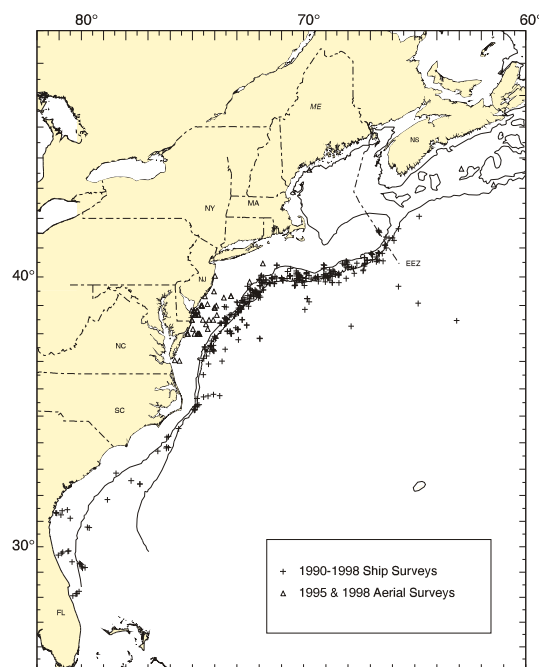 80° 70° 60°
ME
NS
NY MA
EEZ
40°
NJ
NC
SC
30°
+ 1990-1998 Ship Surveys
△ 1995 & 1998 Aerial Surveys
FL